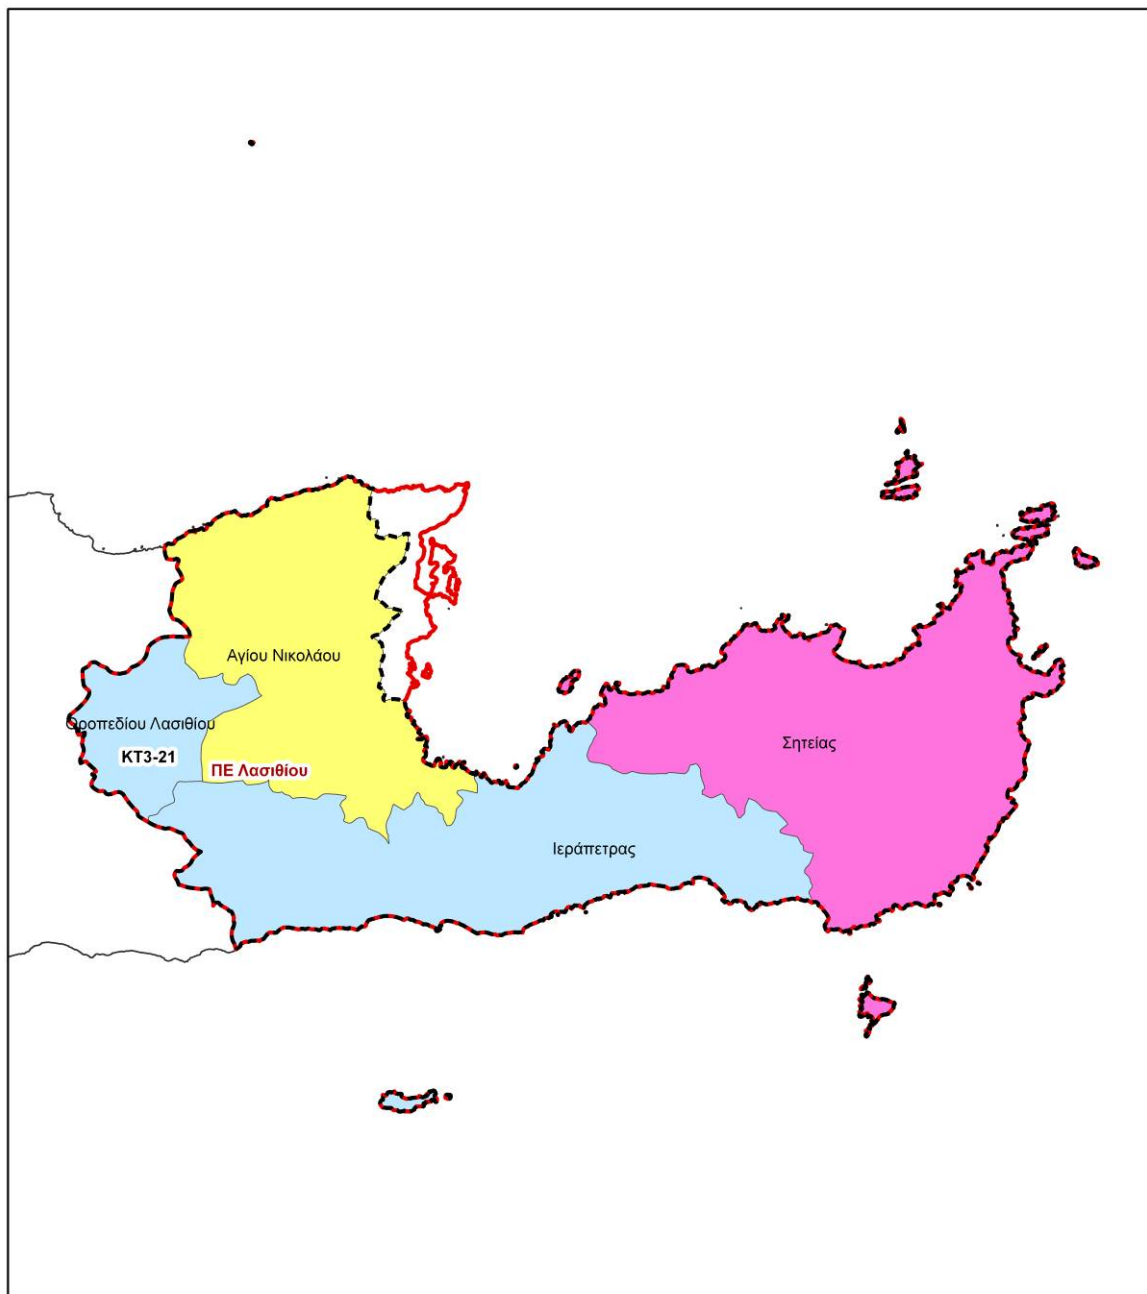 Αγίου Νικολάου
Οροπεδίου Λασιθίου
Σητείας
ΚΤ3-21
ΠΕ Λασιθίου
Ιεράπετρας